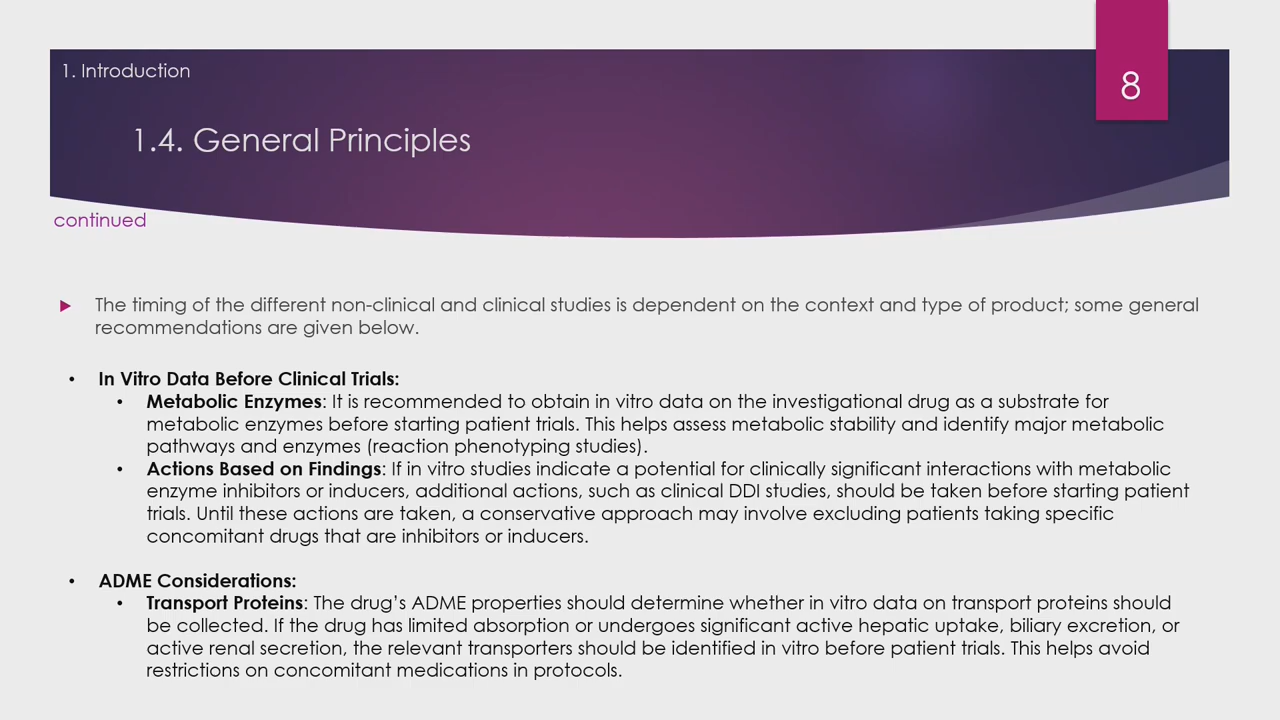 1. Introduction
8
1.4. General Principles
continued
The timing of the different non-clinical and clinical studies is dependent on the context and type of product; some general
recommendations are given below.
• In Vitro Data Before Clinical Trials:
• Metabolic Enzymes: It is recommended to obtain in vitro data on the investigational drug as a substrate for
metabolic enzymes before starting patient trials. This helps assess metabolic stability and identify major metabolic
pathways and enzymes (reaction phenotyping studies).
• Actions Based on Findings: If in vitro studies indicate a potential for clinically significant interactions with metabolic
enzyme inhibitors or inducers, additional actions, such as clinical DDI studies, should be taken before starting patient
trials. Until these actions are taken, a conservative approach may involve excluding patients taking specific
concomitant drugs that are inhibitors or inducers.
• ADME Considerations:
• Transport Proteins: The drug’s ADME properties should determine whether in vitro data on transport proteins should
be collected. If the drug has limited absorption or undergoes significant active hepatic uptake, biliary excretion, or
active renal secretion, the relevant transporters should be identified in vitro before patient trials. This helps avoid
restrictions on concomitant medications in protocols.